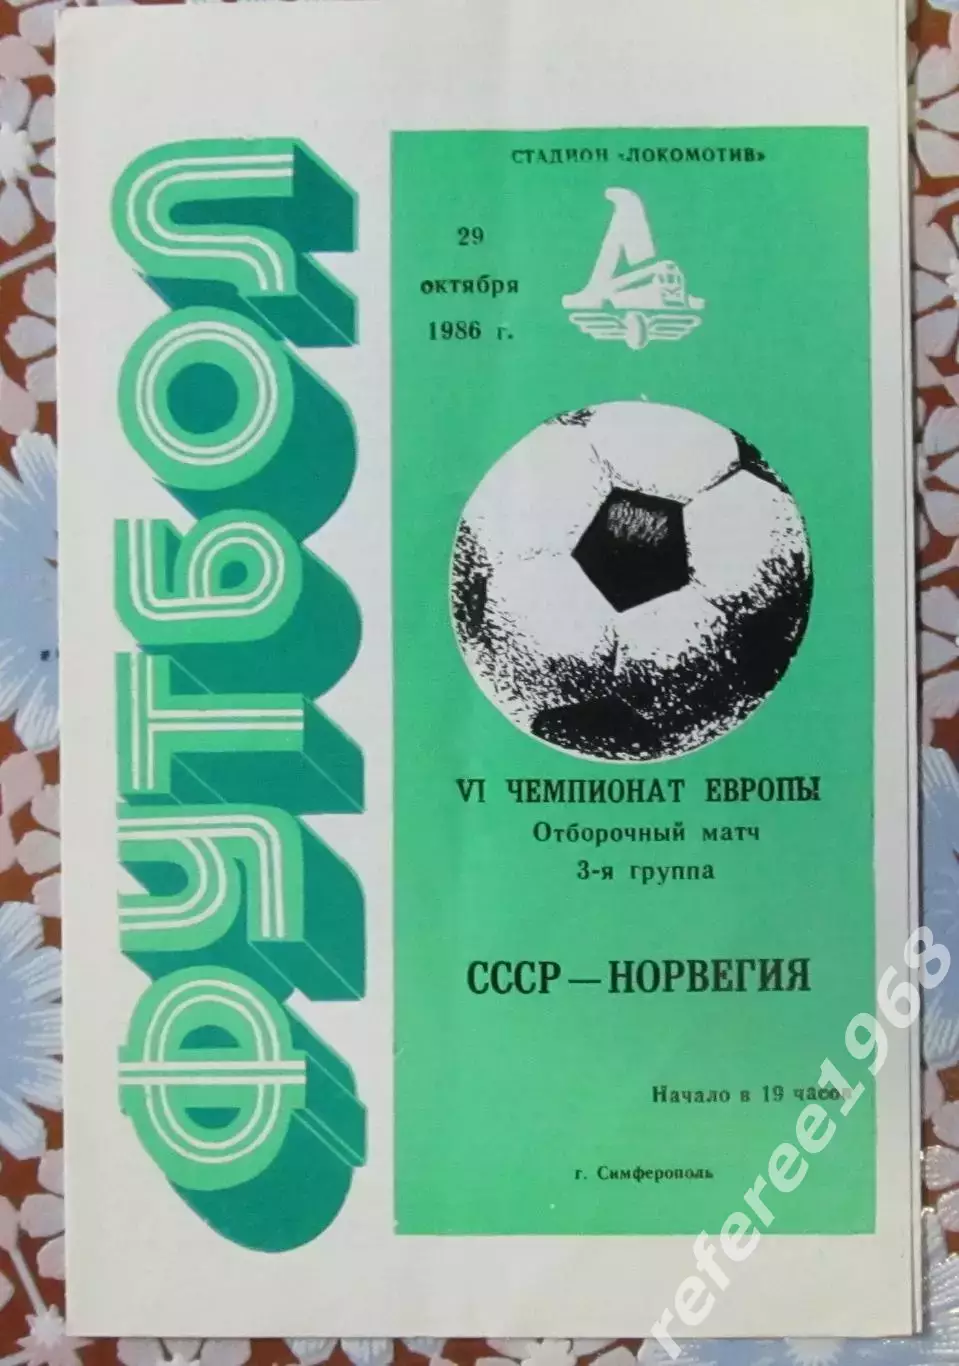 ФУТБОЛ
СТАДИОН «ЛОКОМОТИВ»
29
октября
1986 г.
VI ЧЕМПИОНАТ ЕВРОПЫ
Отборочный матч
3-я группа
СССР — НОРВЕГИЯ
Начало в 19 часов
г. Симферополь
referee1968